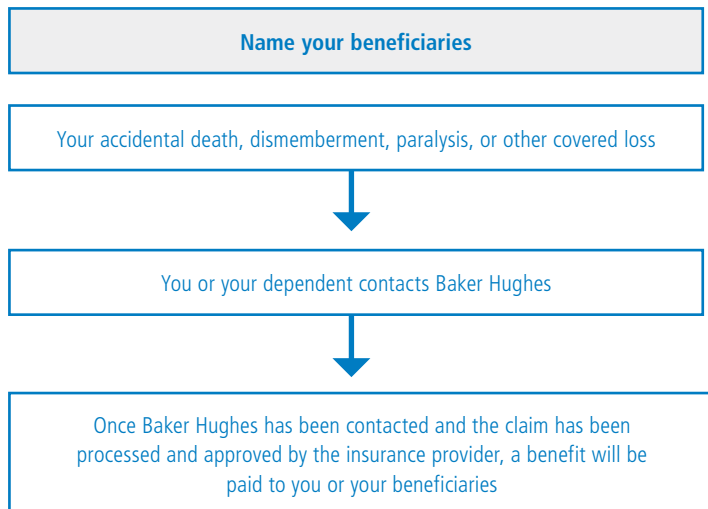 Name your beneficiaries
Your accidental death, dismemberment, paralysis, or other covered loss
You or your dependent contacts Baker Hughes
Once Baker Hughes has been contacted and the claim has been
processed and approved by the insurance provider, a benefit will be
paid to you or your beneficiaries